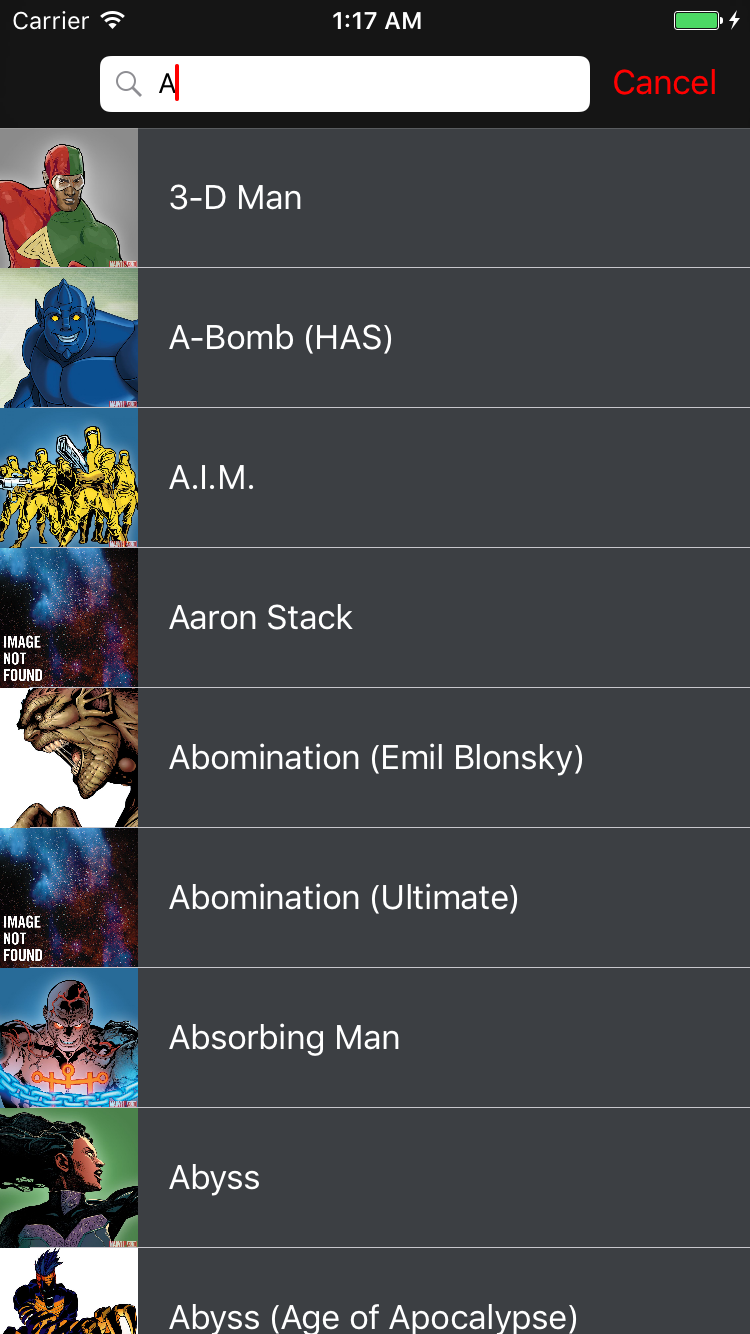 Carrier 1:17 AM
A
Cancel
3-D Man
A-Bomb (HAS)
A.I.M.
IMAGE
NOT
FOUND
Aaron Stack
Abomination (Emil Blonsky)
IMAGE
NOT
FOUND
Abomination (Ultimate)
Absorbing Man
Abyss
Abyss (Age of Apocalypse)